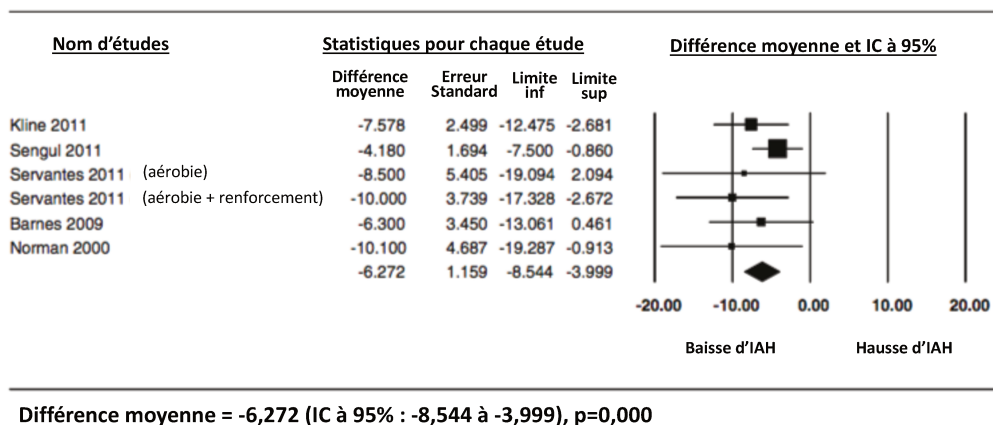 Nom d'études Statistiques pour chaque étude Différence moyenne et IC à 95%
Différence moyenne Erreur Standard Limite inf Limite sup
Kline 2011 -7.578 2.499 -12.475 -2.681
Sengul 2011 -4.180 1.694 -7.500 -0.860
Servantes 2011 (aérobie) -8.500 5.405 -19.094 2.094
Servantes 2011 (aérobie + renforcement) -10.000 3.739 -17.328 -2.672
Barnes 2009 -6.300 3.450 -13.061 0.461
Norman 2000 -10.100 4.687 -19.287 -0.913
-6.272 1.159 -8.544 -3.999
-20.00 -10.00 0.00 10.00 20.00
Baisse d'IAH Hausse d'IAH
Différence moyenne = -6,272 (IC à 95% : -8,544 à -3,999), p=0,000